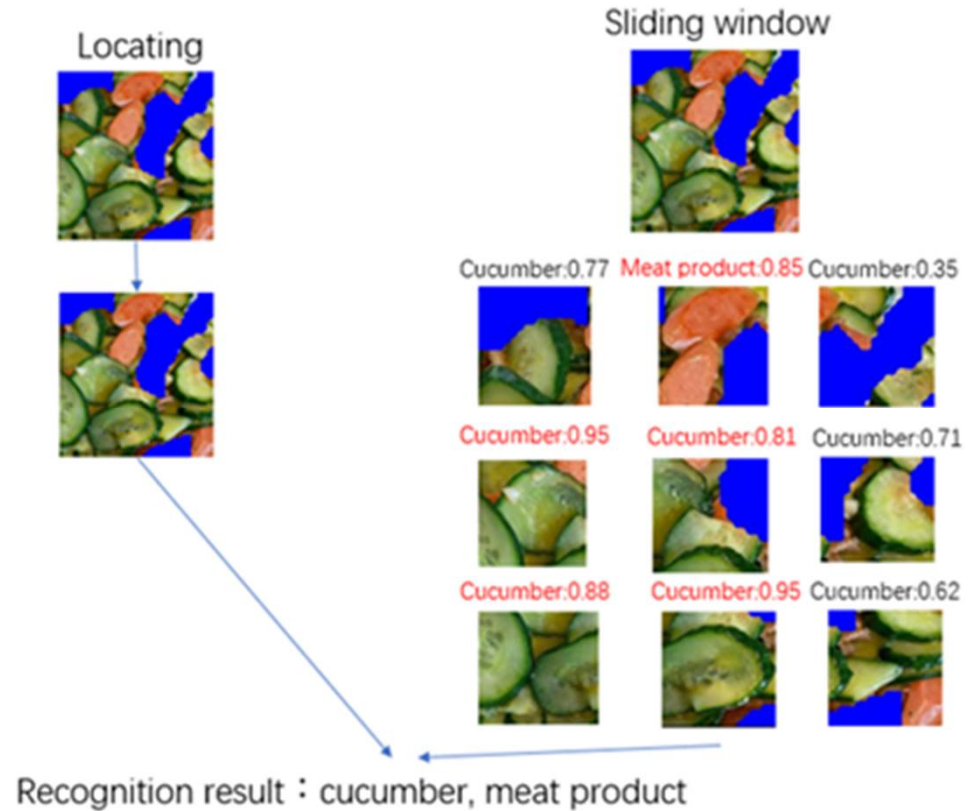 Locating
Sliding window
Cucumber:0.77 Meat product:0.85 Cucumber:0.35
Cucumber:0.95 Cucumber:0.81 Cucumber:0.71
Cucumber:0.88 Cucumber:0.95 Cucumber:0.62
Recognition result：cucumber, meat product